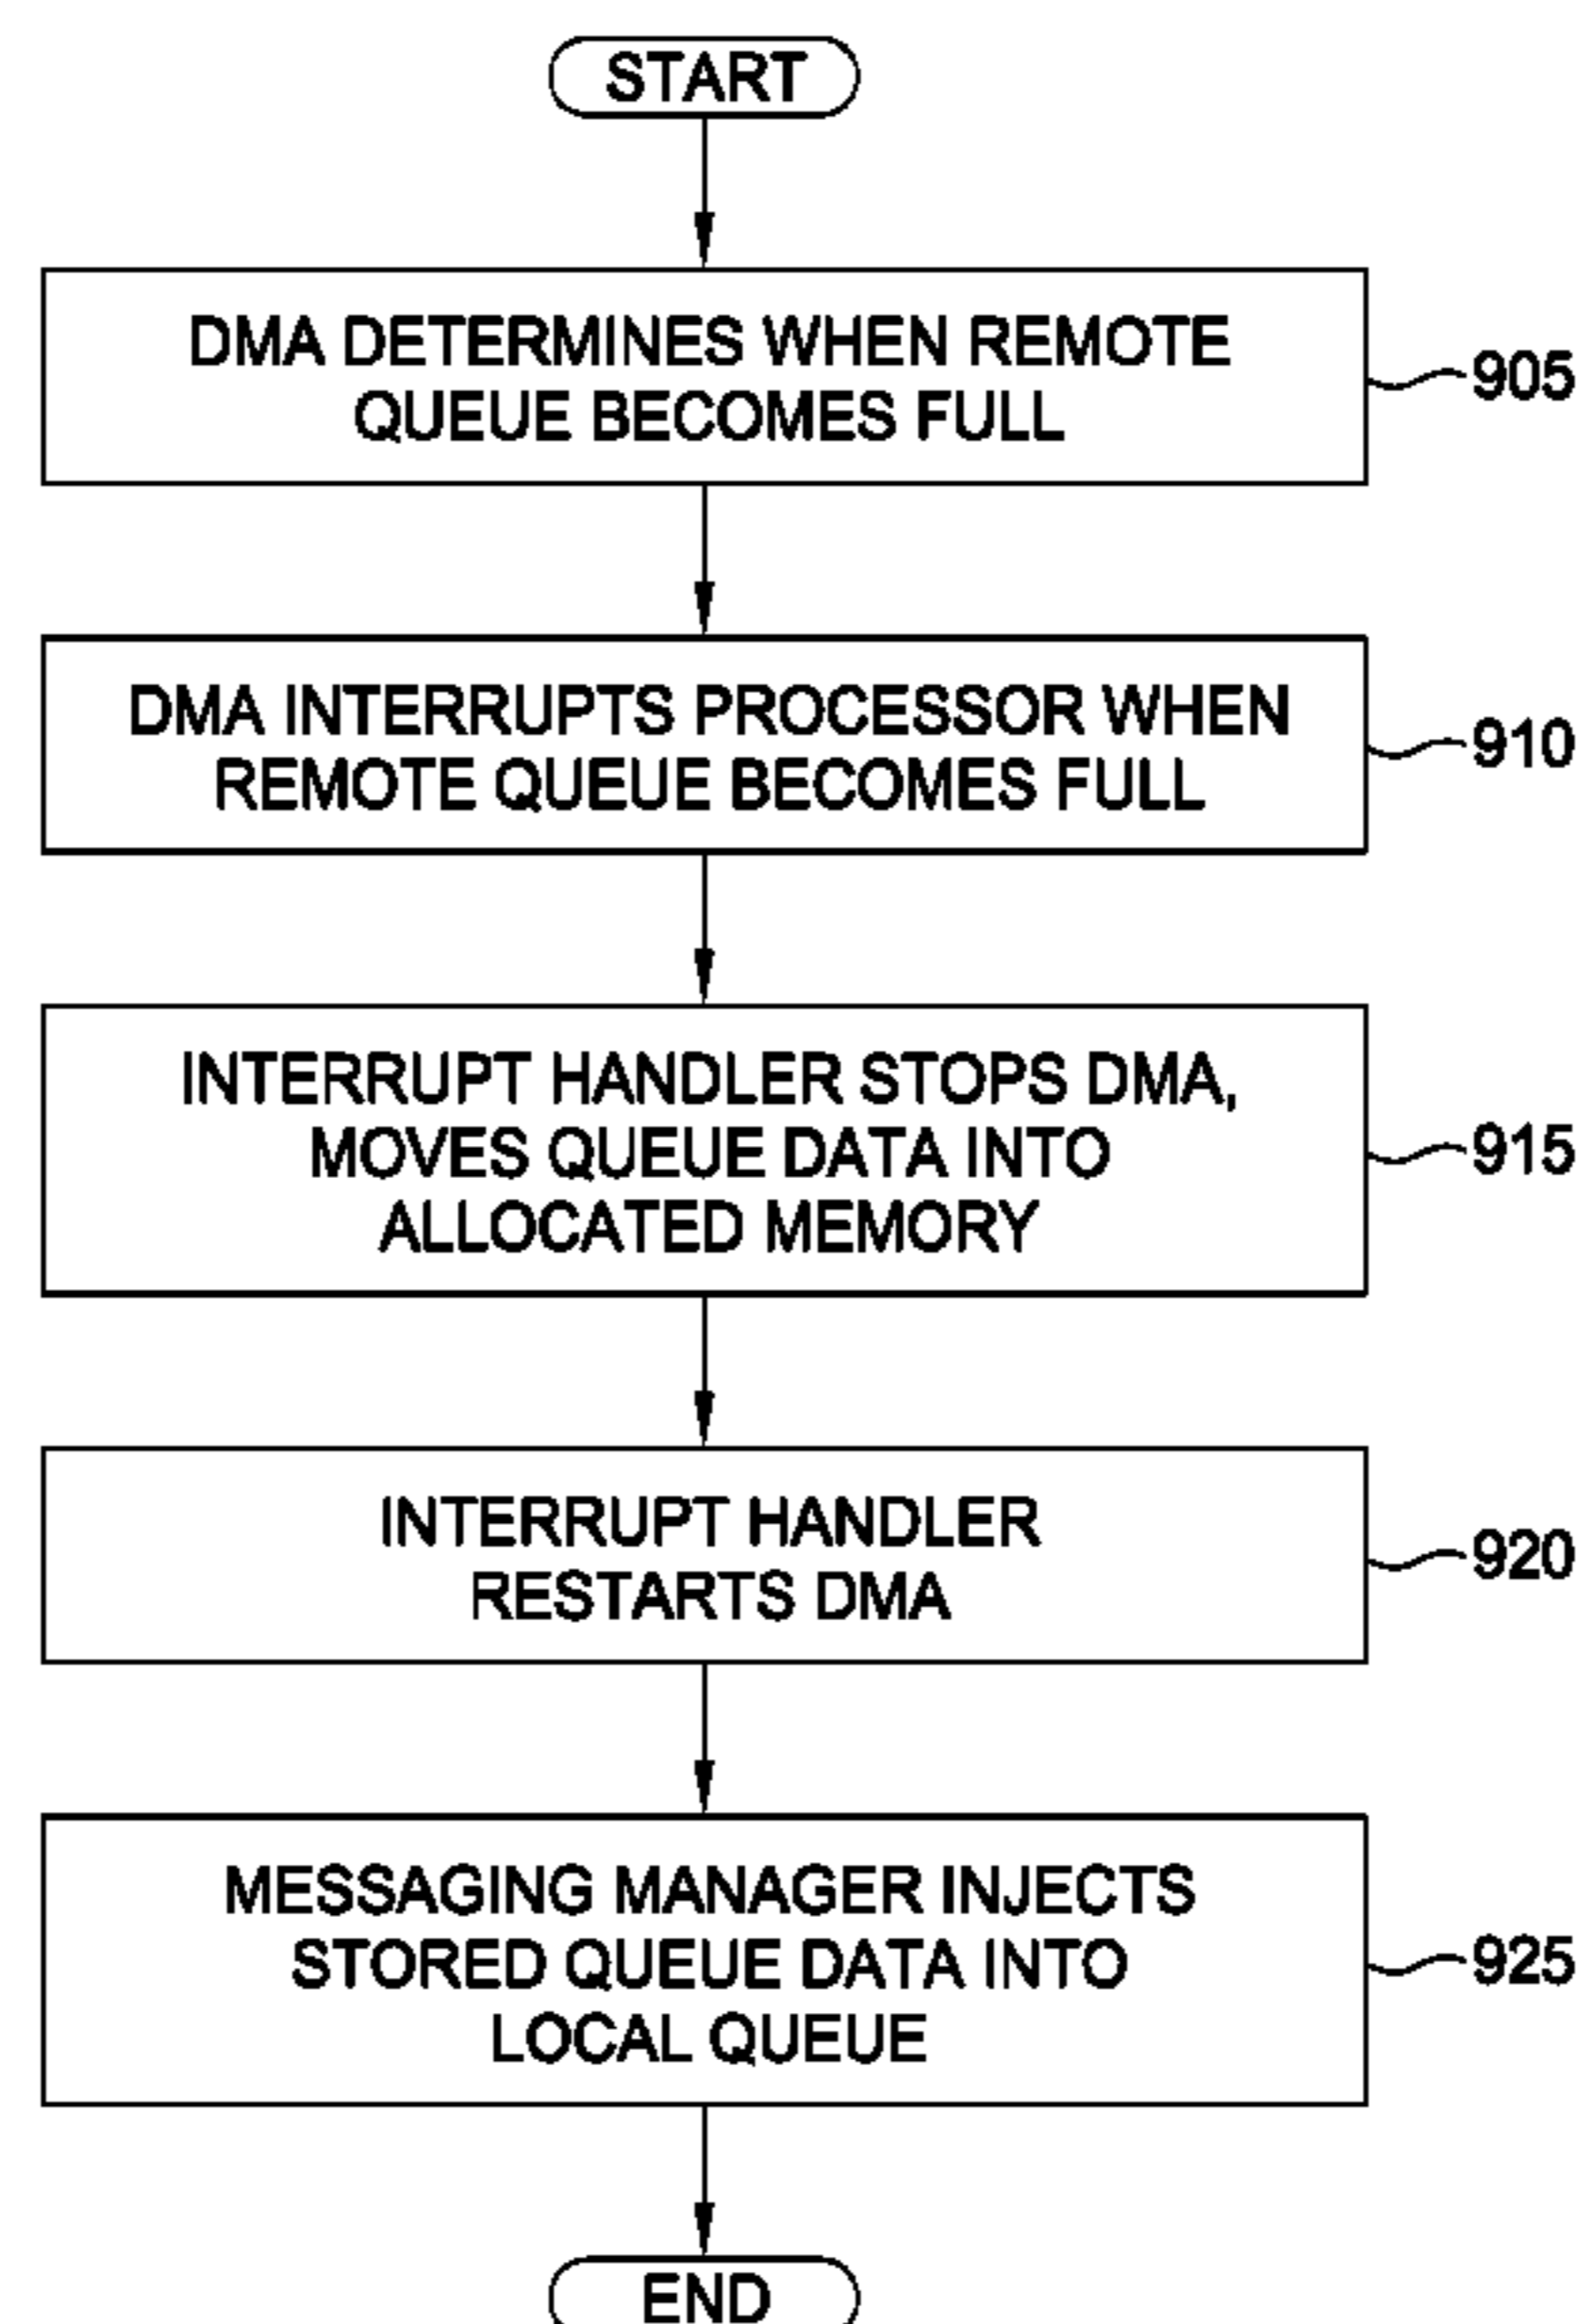 START
DMA DETERMINES WHEN REMOTE
QUEUE BECOMES FULL
905
DMA INTERRUPTS PROCESSOR WHEN
REMOTE QUEUE BECOMES FULL
910
INTERRUPT HANDLER STOPS DMA,
MOVES QUEUE DATA INTO
ALLOCATED MEMORY
915
INTERRUPT HANDLER
RESTARTS DMA
920
MESSAGING MANAGER INJECTS
STORED QUEUE DATA INTO
LOCAL QUEUE
925
END